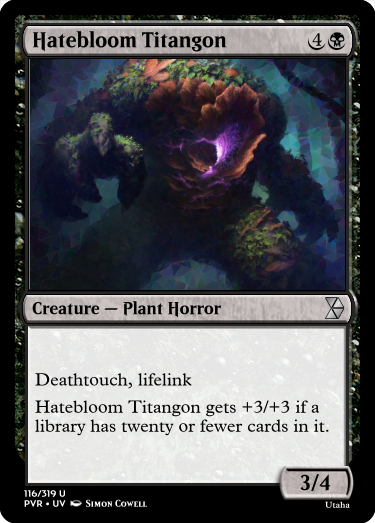 Hatebloom Titangon 4
Creature — Plant Horror
Deathtouch, lifelink
Hatebloom Titangon gets +3/+3 if a
library has twenty or fewer cards in it.
3/4
116/319 U
PVR • UV Simon Cowell
Utaha